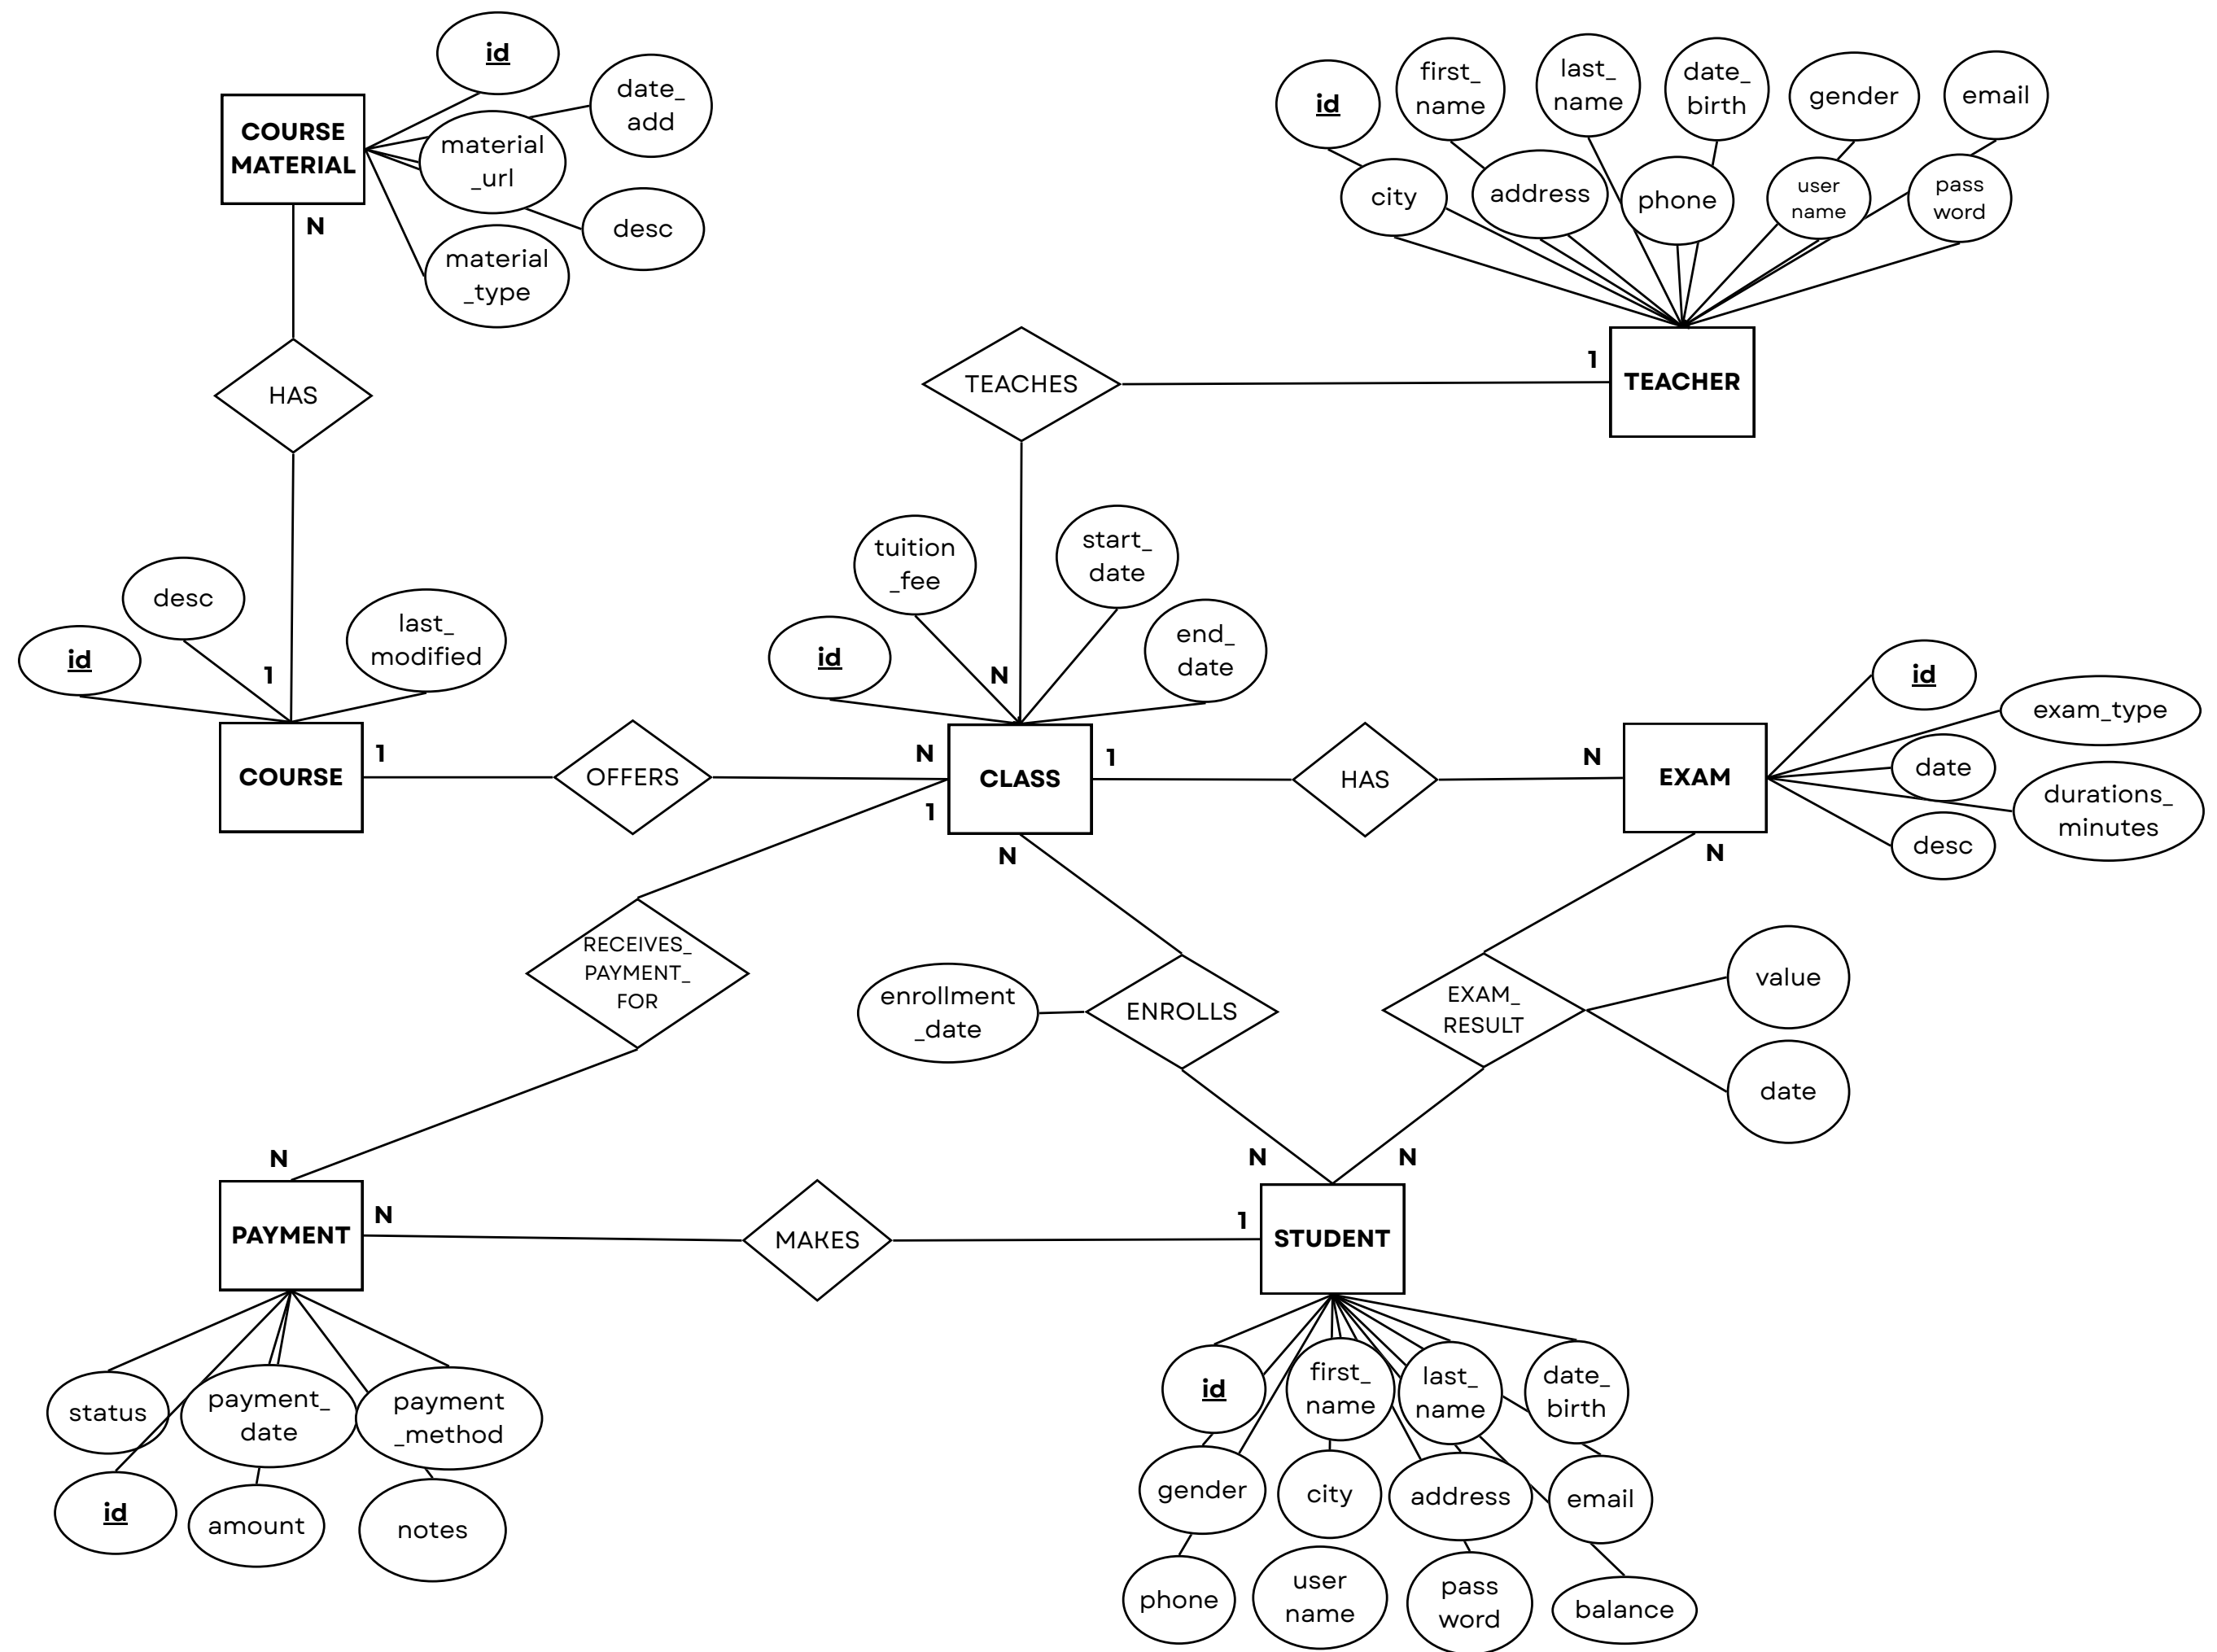 id
date_
add
COURSE
MATERIAL
material
_url
desc
material
_type
N
HAS
id
first_
name
last_
name
date_
birth
gender
email
city
address
phone
user
name
pass
word
TEACHES
1
TEACHER
tuition
_fee
start_
date
id
end_
date
N
desc
last_
modified
id
1
COURSE
1
OFFERS
N
CLASS
1
1
N
HAS
N
EXAM
N
id
exam_type
date
durations_
minutes
desc
RECEIVES_
PAYMENT_
FOR
enrollment
_date
ENROLLS
EXAM_
RESULT
value
date
N
N
N
PAYMENT
N
MAKES
1
STUDENT
status
payment_
date
payment
_method
id
amount
notes
id
first_
name
last_
name
date_
birth
gender
city
address
email
phone
user
name
pass
word
balance